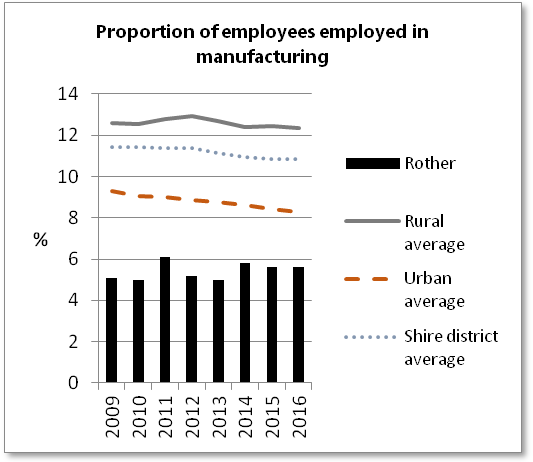 Proportion of employees employed in
manufacturing
14
12
10
8
6
4
2
0
%
2009
2010
2011
2012
2013
2014
2015
2016
Rother
Rural
average
Urban
average
Shire district
average